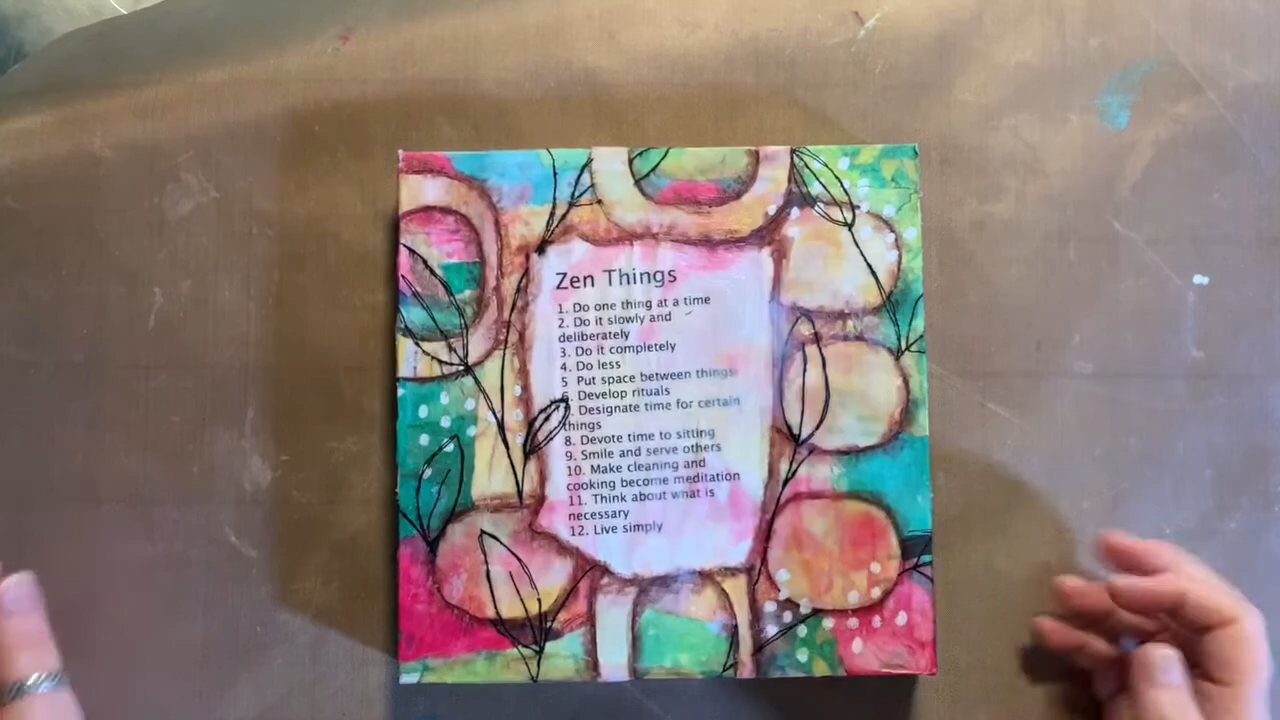 Zen Things
1. Do one thing at a time
2. Do it slowly and
deliberately
3. Do it completely
4. Do less
5 Put space between things
6. Develop rituals
. Designate time for certain
things
8. Devote time to sitting
9. Smile and serve others
10. Make cleaning and
cooking become meditation
11. Think about what is
necessary
12. Live simply